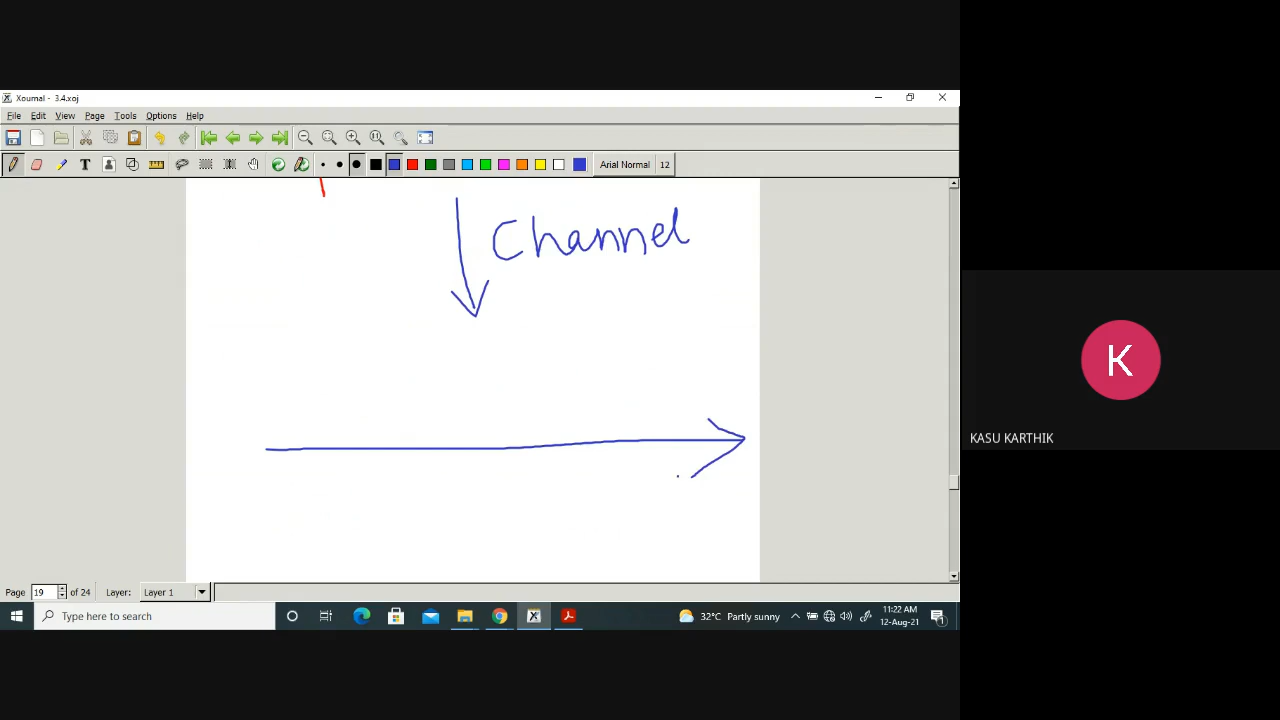 Xournal - 3.4.xoj
File Edit View Page Tools Options Help
Arial Normal 12
Channel
K
KASU KARTHIK
Page 19 of 24 Layer: Layer 1
Type here to search
32°C Partly sunny
11:22 AM
12-Aug-21
1